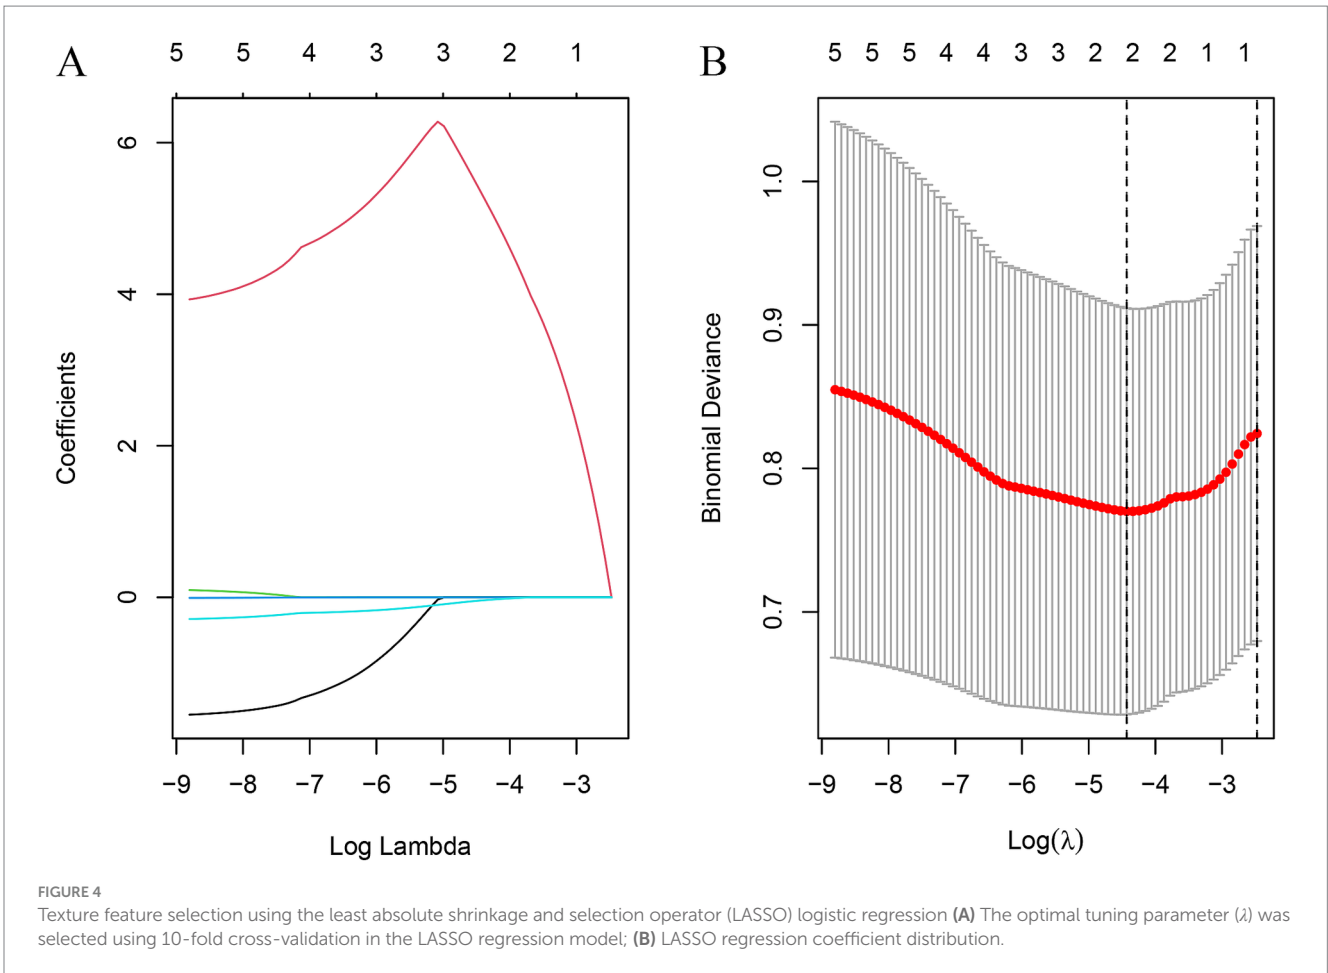 A
5 5 4 3 3 2 1
Coefficients
6
4
2
0
−9 −8 −7 −6 −5 −4 −3
Log Lambda
B
5 5 5 4 4 3 3 2 2 2 1 1
Binomial Deviance
1.0
0.9
0.8
0.7
−9 −8 −7 −6 −5 −4 −3
Log(λ)
FIGURE 4
Texture feature selection using the least absolute shrinkage and selection operator (LASSO) logistic regression (A) The optimal tuning parameter (λ) was
selected using 10-fold cross-validation in the LASSO regression model; (B) LASSO regression coefficient distribution.